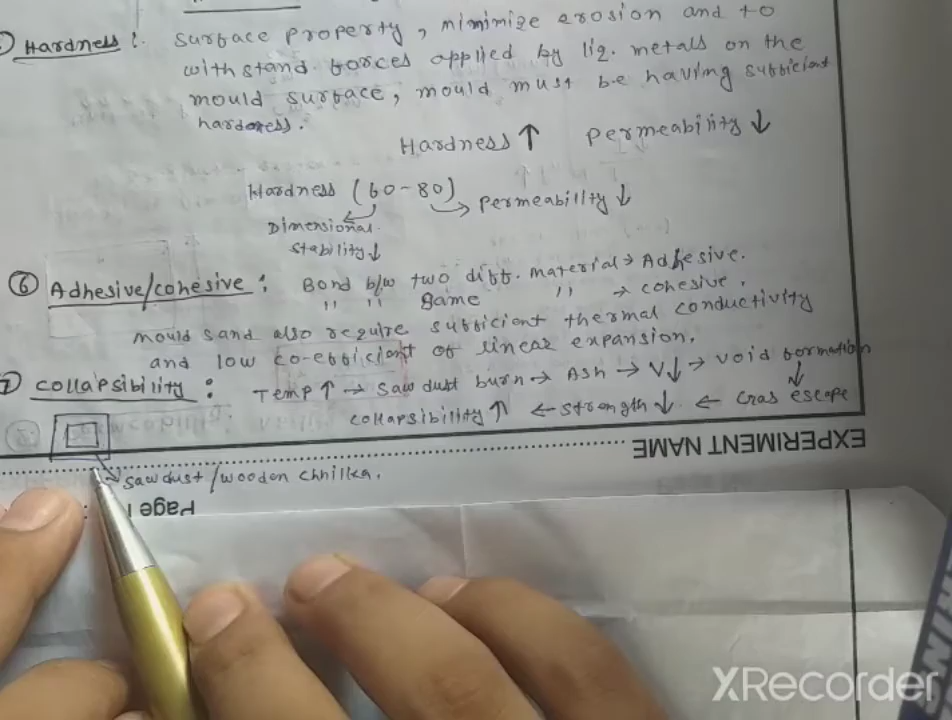 Hardness :. surface property, minimize erosion and to
withstand forces applied by liq. metals on the
mould surface, mould must be having sufficient
hardness.
Hardness ↑ Permeability ↓
Hardness (60-80) → Permeability ↓
Dimensional
stability ↓
⑥ Adhesive/cohesive : Bond b/w two diff. material → Adhesive.
" " same " → cohesive.
mould sand also require sufficient thermal conductivity
and low co-efficient of linear expansion.
⑦ collapsibility : Temp ↑ → Saw dust burn → Ash → V↓ → void formation
↓
collapsibility ↑ ← strength ↓ ← Gas escape
EXPERIMENT NAME
saw dust/wooden chhilka.
Page
XRecorder